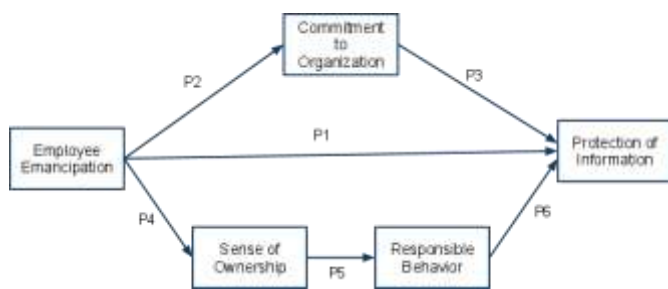 Commitment
to
Organization
P2
P3
P1
Employee
Emancipation
Protection of
Information
P4
P6
Sense of
Ownership
P5
Responsible
Behavior